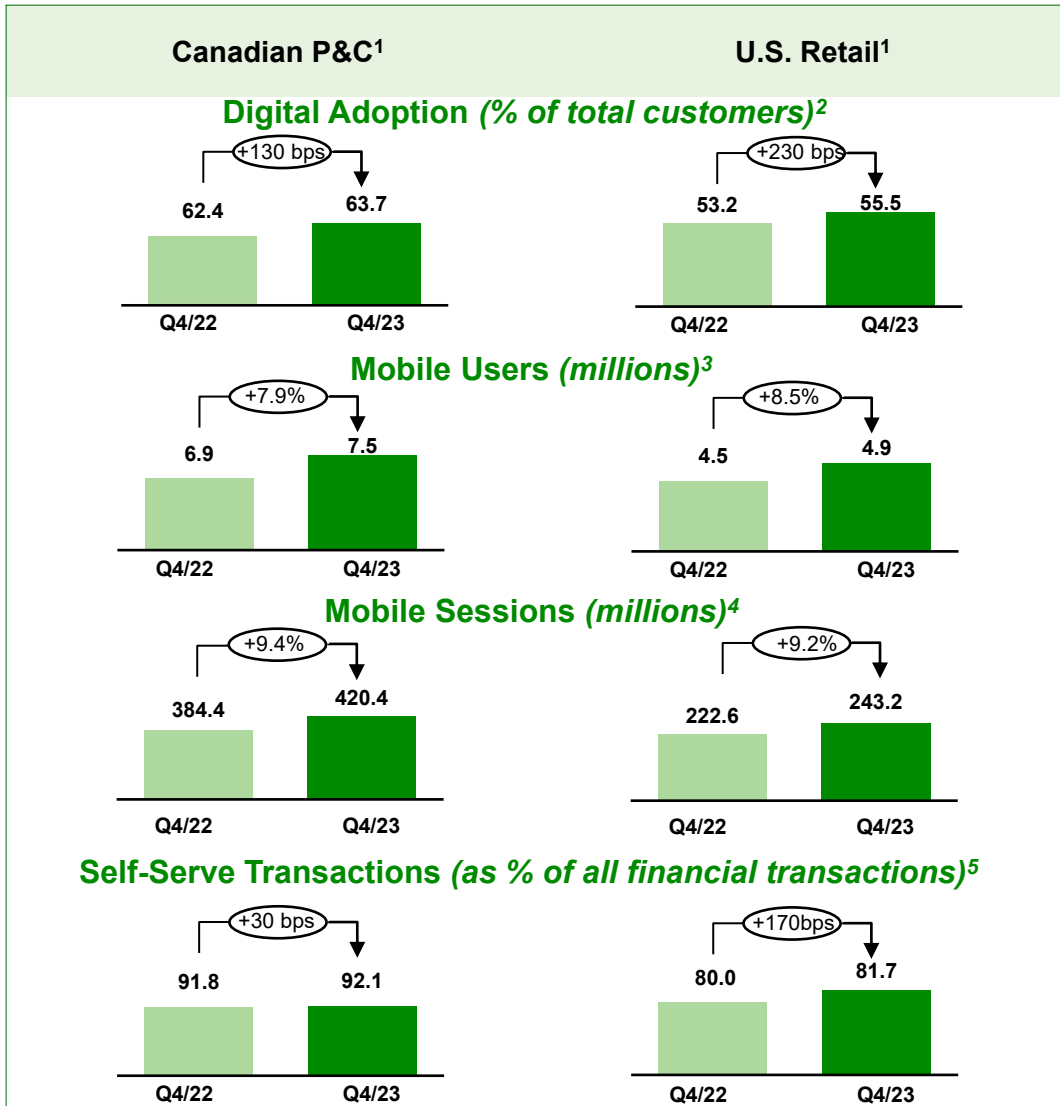 Canadian P&C¹ U.S. Retail¹
Digital Adoption (% of total customers)²
+130 bps +230 bps
62.4 63.7 53.2 55.5
Q4/22 Q4/23 Q4/22 Q4/23
Mobile Users (millions)³
+7.9% +8.5%
6.9 7.5 4.5 4.9
Q4/22 Q4/23 Q4/22 Q4/23
Mobile Sessions (millions)⁴
+9.4% +9.2%
384.4 420.4 222.6 243.2
Q4/22 Q4/23 Q4/22 Q4/23
Self-Serve Transactions (as % of all financial transactions)⁵
+30 bps +170bps
91.8 92.1 80.0 81.7
Q4/22 Q4/23 Q4/22 Q4/23